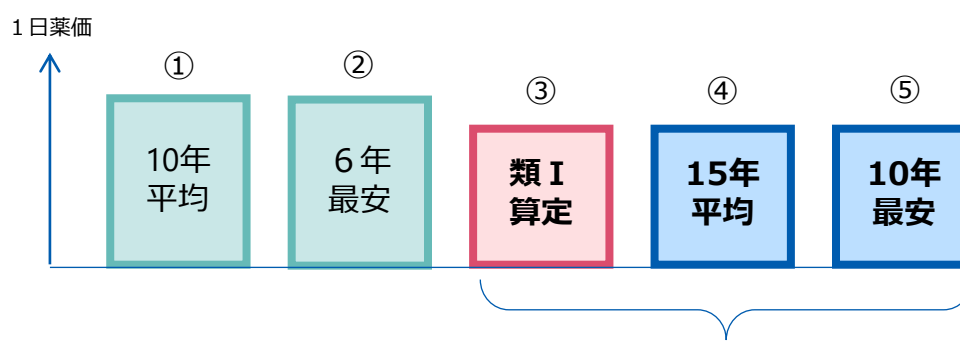 １日薬価
①
②
③
④
⑤
10年
平均
６年
最安
類Ⅰ
算定
15年
平均
10年
最安